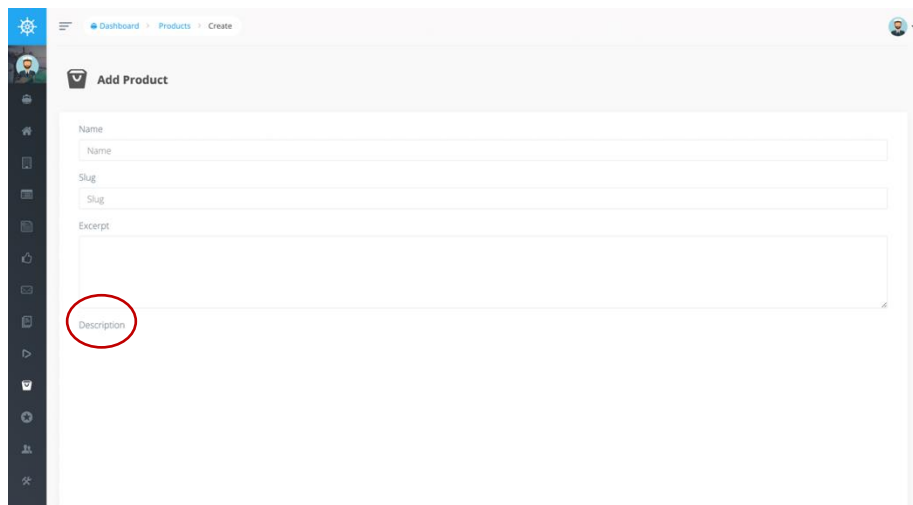 Dashboard Products Create
Add Product
Name
Name
Slug
Slug
Excerpt
Description